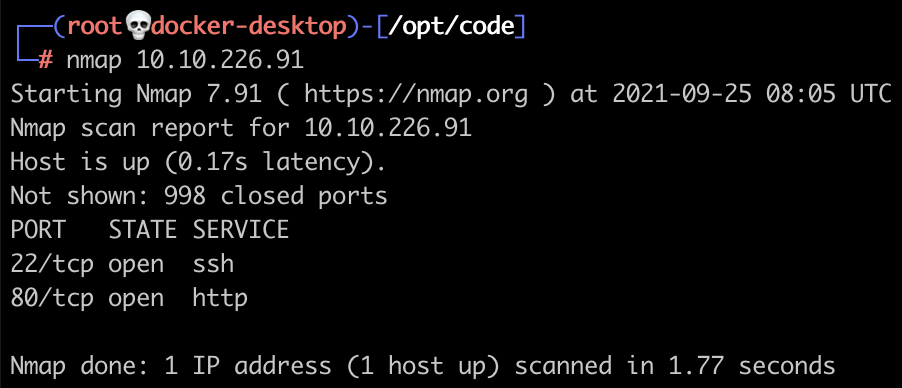 ┌──(root💀docker-desktop)-[/opt/code]
└─# nmap 10.10.226.91
Starting Nmap 7.91 ( https://nmap.org ) at 2021-09-25 08:05 UTC
Nmap scan report for 10.10.226.91
Host is up (0.17s latency).
Not shown: 998 closed ports
PORT   STATE SERVICE
22/tcp open  ssh
80/tcp open  http

Nmap done: 1 IP address (1 host up) scanned in 1.77 seconds